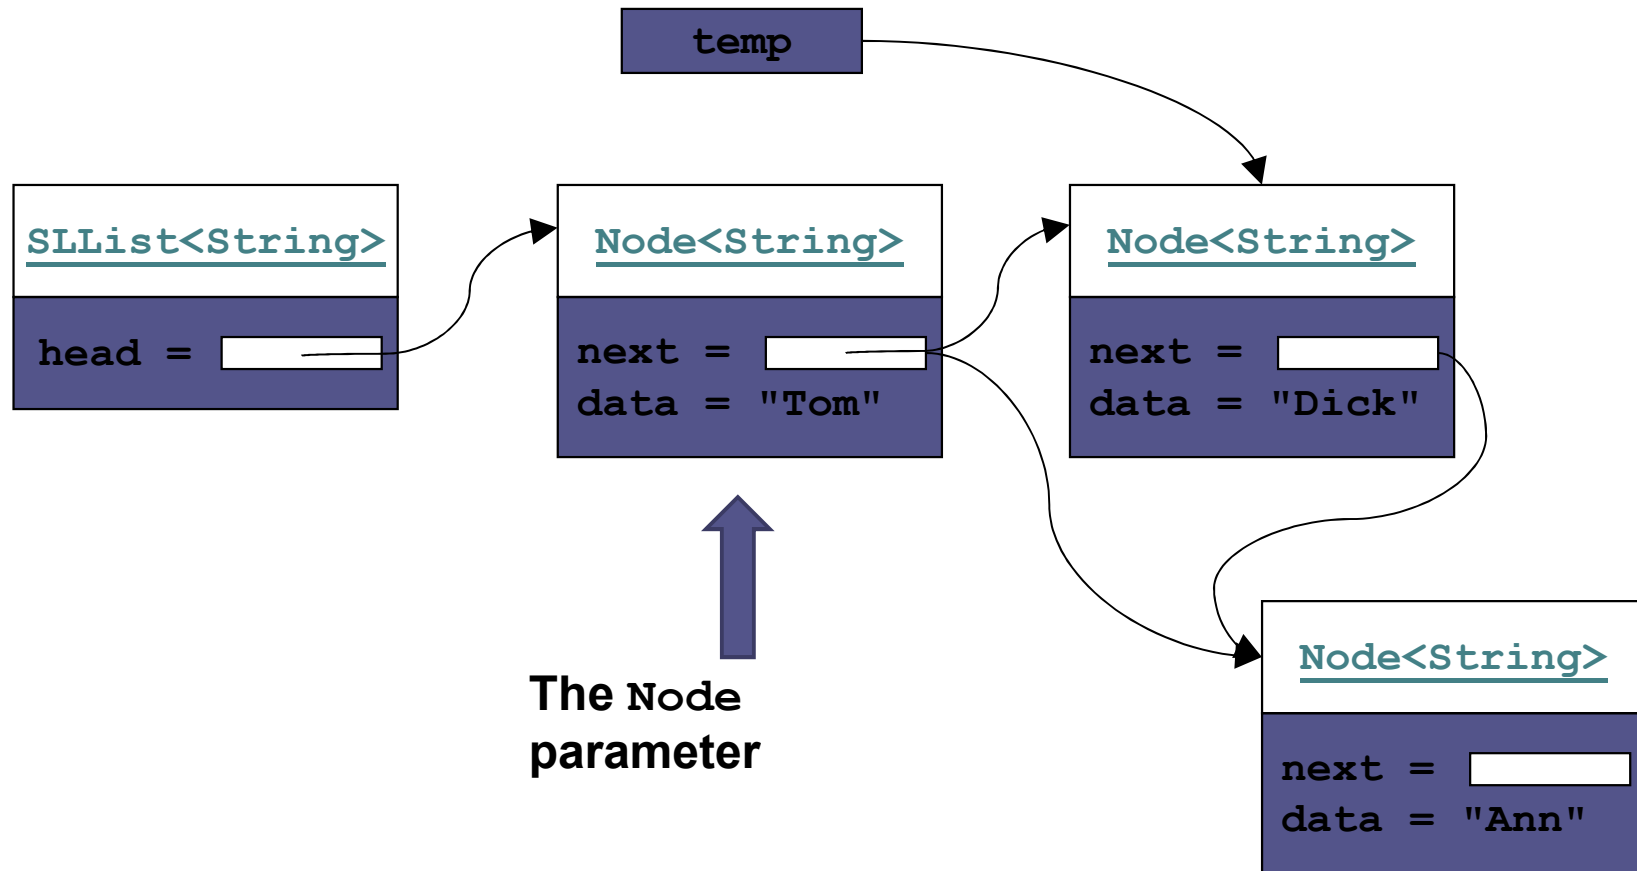 temp
SLList<String>
head =
Node<String>
next =
data = "Tom"
Node<String>
next =
data = "Dick"
The Node
parameter
Node<String>
next =
data = "Ann"